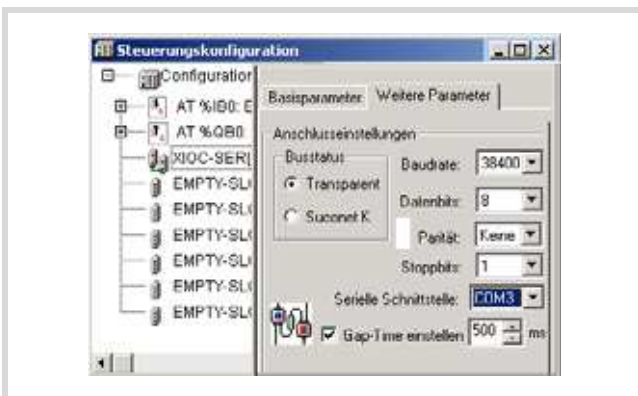 Steuerungskonfiguration
Configuration
AT %IB0: E
AT %QB0
XIOC-SER[
EMPTY-SL
EMPTY-SL
EMPTY-SL
EMPTY-SL
EMPTY-SL
EMPTY-SL
Basisparameter Weitere Parameter
Anschlusseinstellungen
Busstatus
Transparent
Suconet K
Baudrate: 38400
Datenbits: 8
Parität: Keine
Stoppbits: 1
Serielle Schnittstelle: COM3
Gap-Time einstellen 500 ms